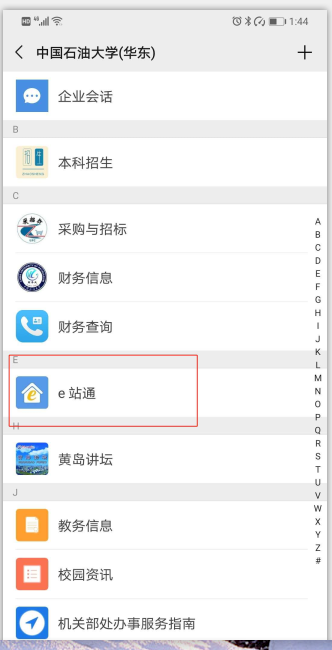 1:44
中国石油大学(华东)
企业会话
B
本科招生
C
采购与招标
财务信息
财务查询
E
e 站通
H
黄岛讲坛
J
教务信息
校园资讯
机关部处办事服务指南
A
B
C
D
E
F
G
H
I
J
K
L
M
N
O
P
Q
R
S
T
U
V
W
X
Y
Z
#